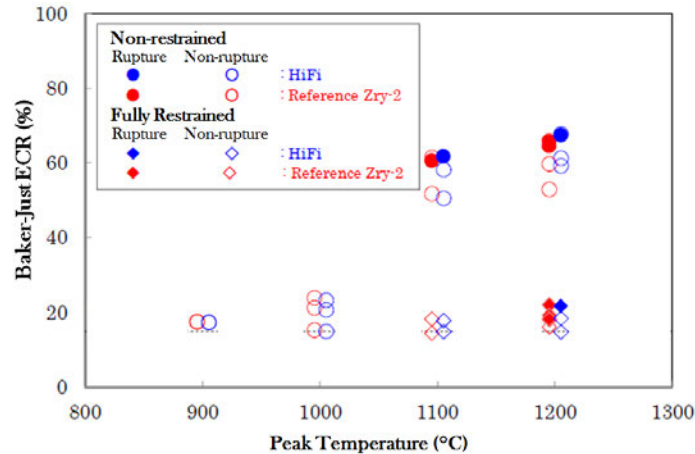 100
80
60
40
20
0
Baker-Just ECR (%)
Non-restrained
Rupture Non-rupture
: HiFi
: Reference Zry-2
Fully Restrained
Rupture Non-rupture
: HiFi
: Reference Zry-2
800 900 1000 1100 1200 1300
Peak Temperature (°C)